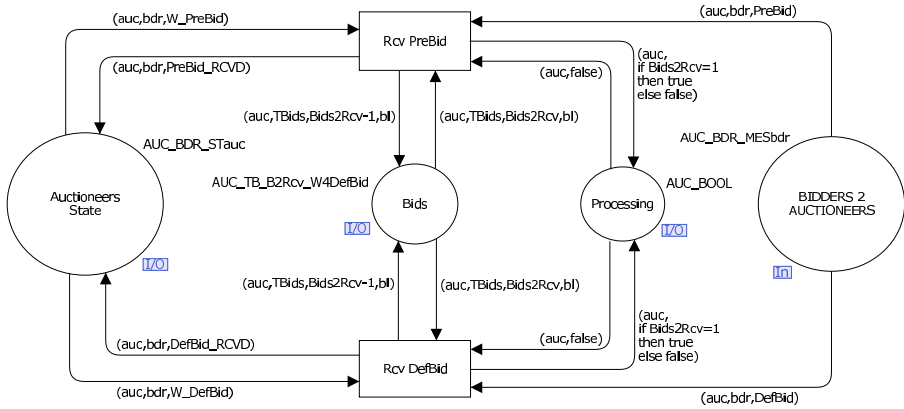 (auc,bdr,W_PreBid)
Rcv PreBid
(auc,bdr,PreBid)
(auc,bdr,PreBid_RCVD)
(auc,false)
(auc,
if Bids2Rcv=1
then true
else false)
(auc,TBids,Bids2Rcv-1,bl)
(auc,TBids,Bids2Rcv,bl)
AUC_BDR_STauc
AUC_BDR_MESbdr
AUC_TB_B2Rcv_W4DefBid
AUC_BOOL
Auctioneers
State
Bids
Processing
BIDDERS 2
AUCTIONEERS
I/O
I/O
I/O
In
(auc,TBids,Bids2Rcv-1,bl)
(auc,TBids,Bids2Rcv,bl)
(auc,
if Bids2Rcv=1
then true
else false)
(auc,false)
(auc,bdr,DefBid_RCVD)
Rcv DefBid
(auc,bdr,W_DefBid)
(auc,bdr,DefBid)